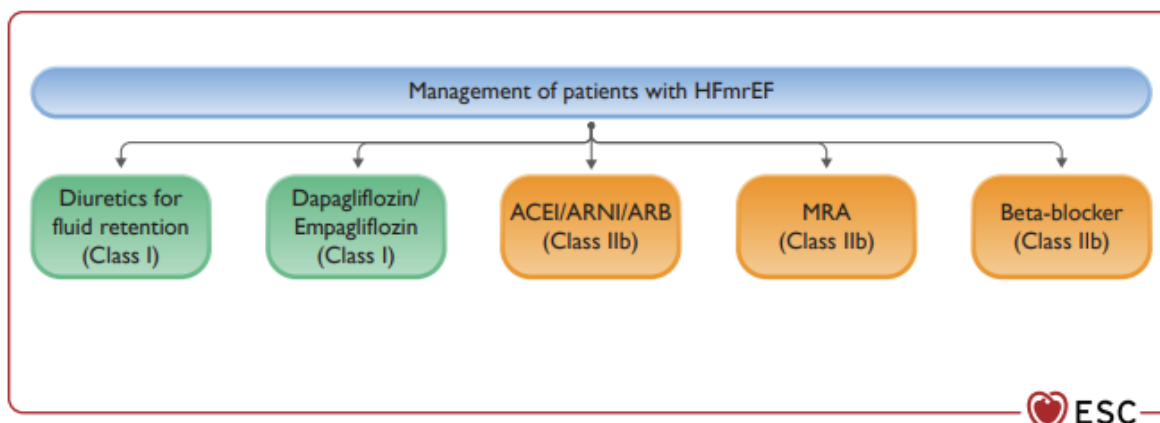 Management of patients with HFmrEF
Diuretics for
fluid retention
(Class I)
Dapagliflozin/
Empagliflozin
(Class I)
ACEI/ARNI/ARB
(Class IIb)
MRA
(Class IIb)
Beta-blocker
(Class IIb)
ESC